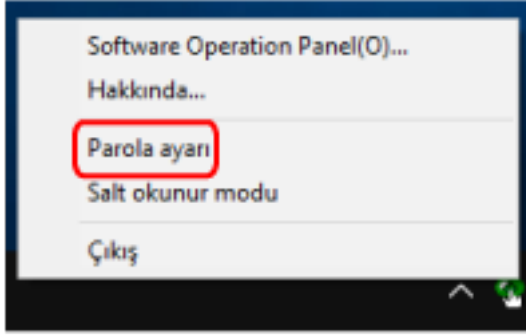 Software Operation Panel(O)...
Hakkında...
Parola ayarı
Salt okunur modu
Çıkış